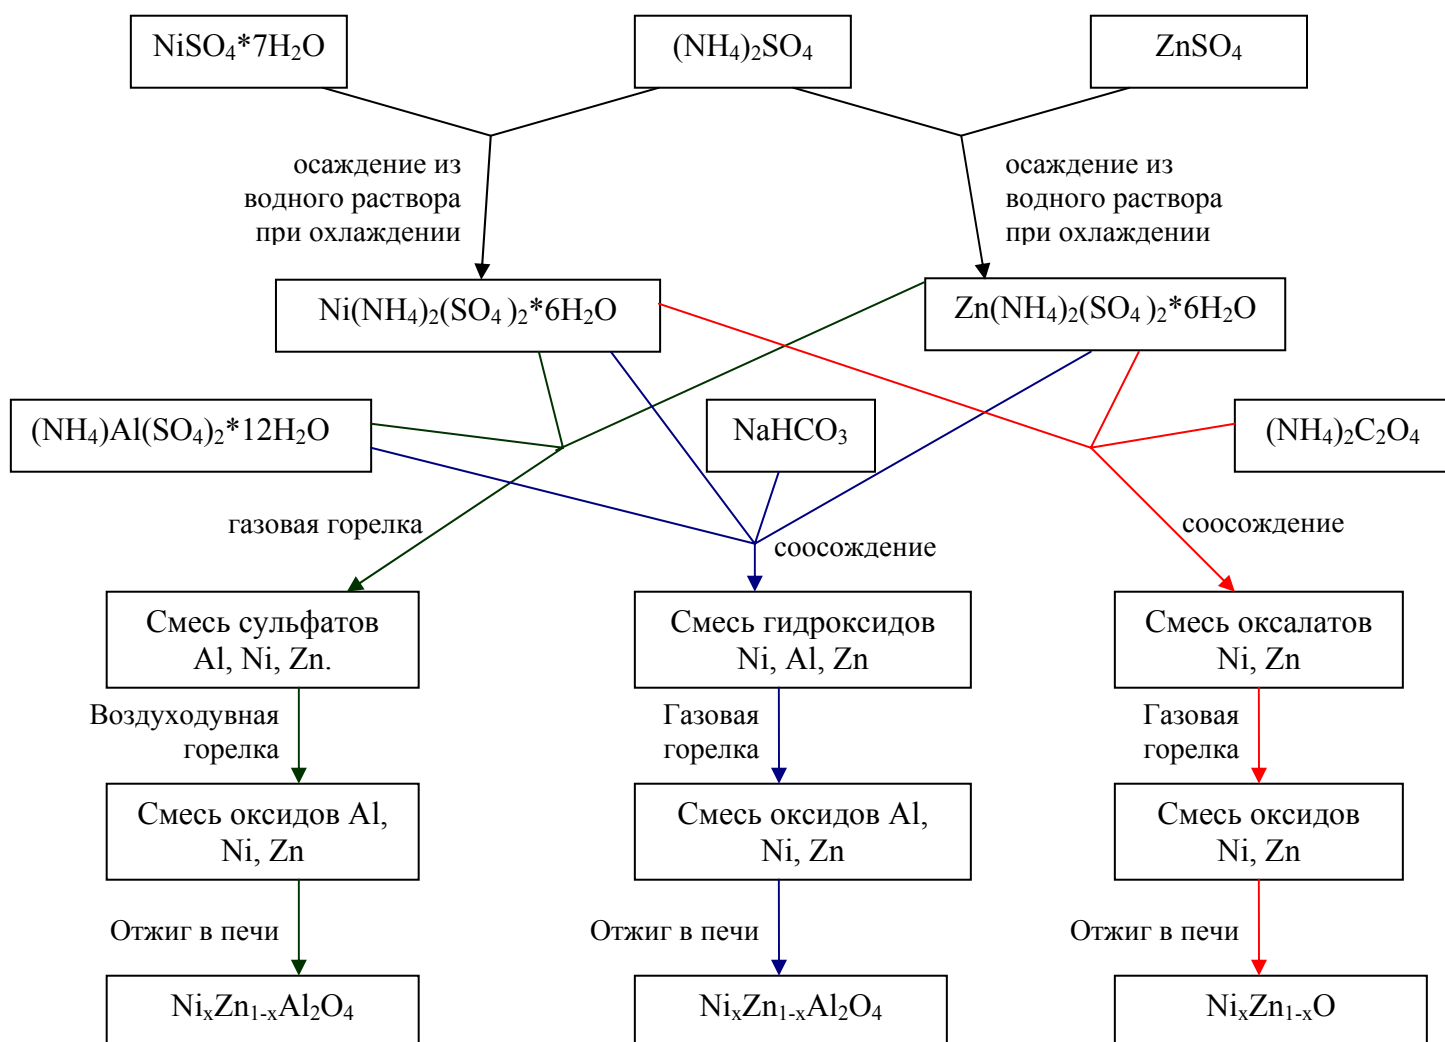 NiSO₄*7H₂O
(NH₄)₂SO₄
ZnSO₄
осаждение из
водного раствора
при охлаждении
осаждение из
водного раствора
при охлаждении
Ni(NH₄)₂(SO₄)₂*6H₂O
Zn(NH₄)₂(SO₄)₂*6H₂O
(NH₄)Al(SO₄)₂*12H₂O
NaHCO₃
(NH₄)₂C₂O₄
газовая горелка
соосождение
соосождение
Смесь сульфатов
Al, Ni, Zn.
Смесь гидроксидов
Ni, Al, Zn
Смесь оксалатов
Ni, Zn
Воздуходувная
горелка
Газовая
горелка
Газовая
горелка
Смесь оксидов Al,
Ni, Zn
Смесь оксидов Al,
Ni, Zn
Смесь оксидов
Ni, Zn
Отжиг в печи
Отжиг в печи
Отжиг в печи
NiₓZn₁₋ₓAl₂O₄
NiₓZn₁₋ₓAl₂O₄
NiₓZn₁₋ₓO